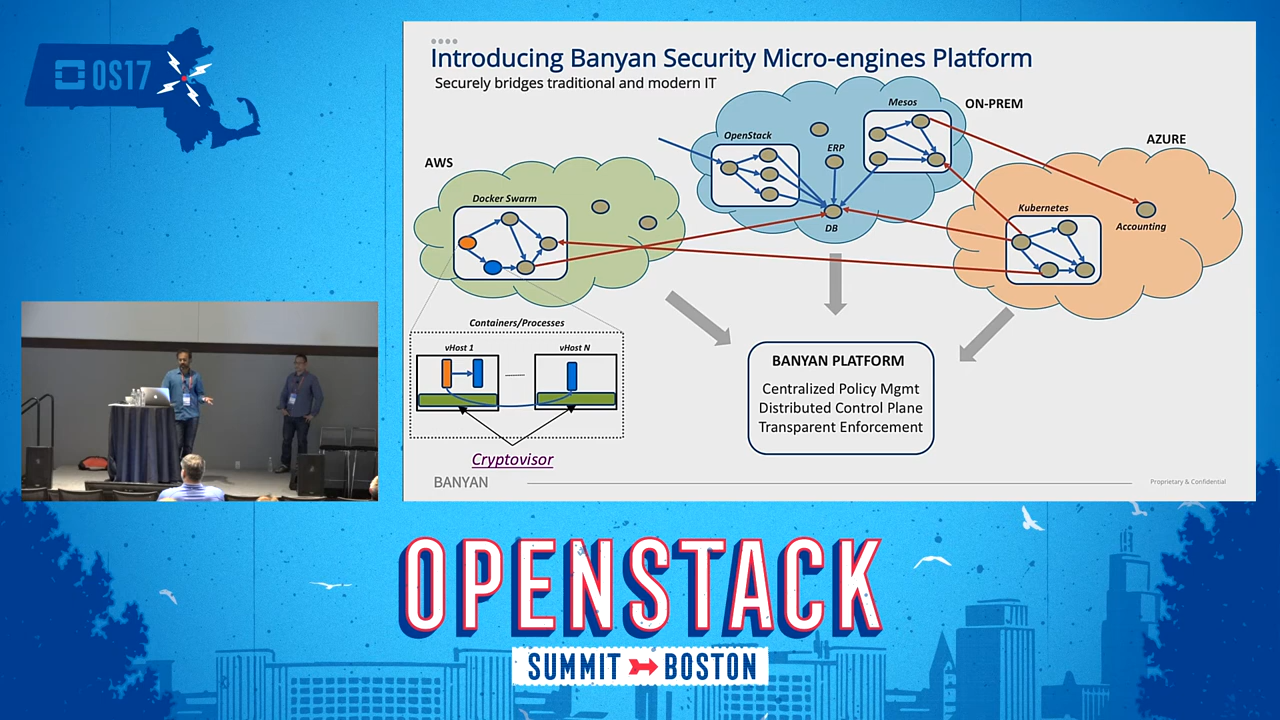 OS17
Introducing Banyan Security Micro-engines Platform
Securely bridges traditional and modern IT
AWS
Docker Swarm
OpenStack
ERP
DB
Mesos
ON-PREM
AZURE
Kubernetes
Accounting
Containers/Processes
vHost 1
vHost N
Cryptovisor
BANYAN PLATFORM
Centralized Policy Mgmt
Distributed Control Plane
Transparent Enforcement
BANYAN
Proprietary & Confidential
OPENSTACK
SUMMIT BOSTON